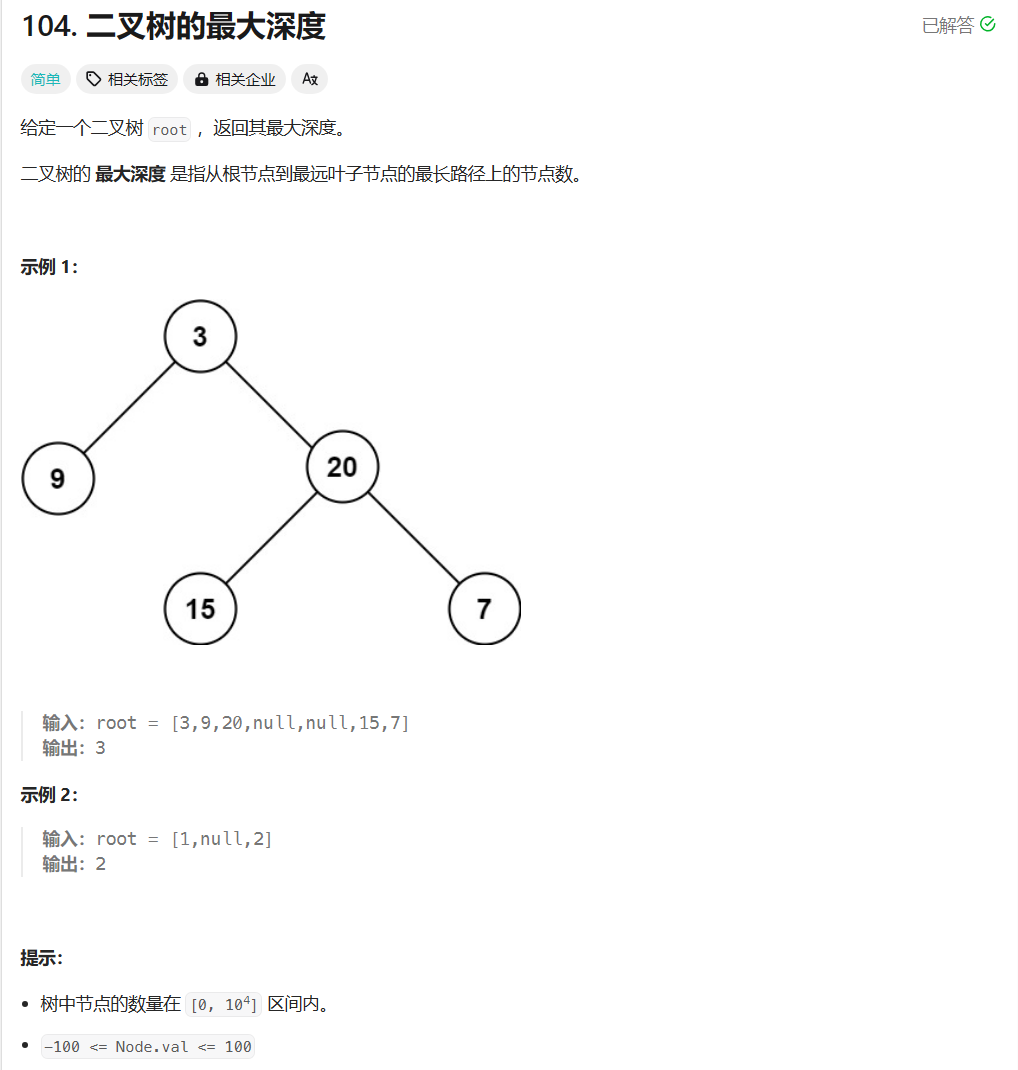 104. 二叉树的最大深度
已解答
简单 相关标签 相关企业 Ax
给定一个二叉树 root ，返回其最大深度。
二叉树的 最大深度 是指从根节点到最远叶子节点的最长路径上的节点数。
示例 1：
3
9
20
15
7
输入：root = [3,9,20,null,null,15,7]
输出：3
示例 2：
输入：root = [1,null,2]
输出：2
提示：
• 树中节点的数量在 [0, 10⁴] 区间内。
• -100 <= Node.val <= 100